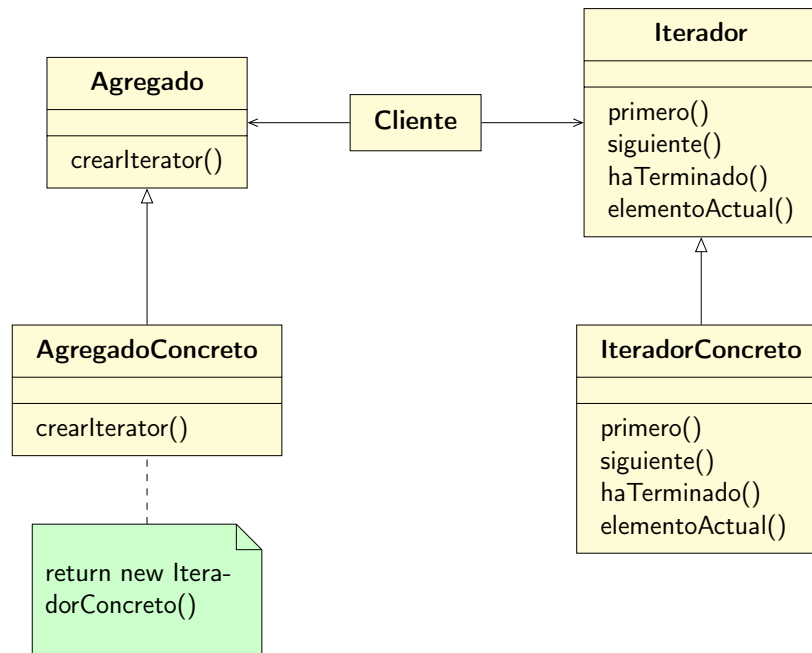 Agregado
crearIterator()
Cliente
Iterador
primero()
siguiente()
haTerminado()
elementoActual()
AgregadoConcreto
crearIterator()
return new Itera-
dorConcreto()
IteradorConcreto
primero()
siguiente()
haTerminado()
elementoActual()